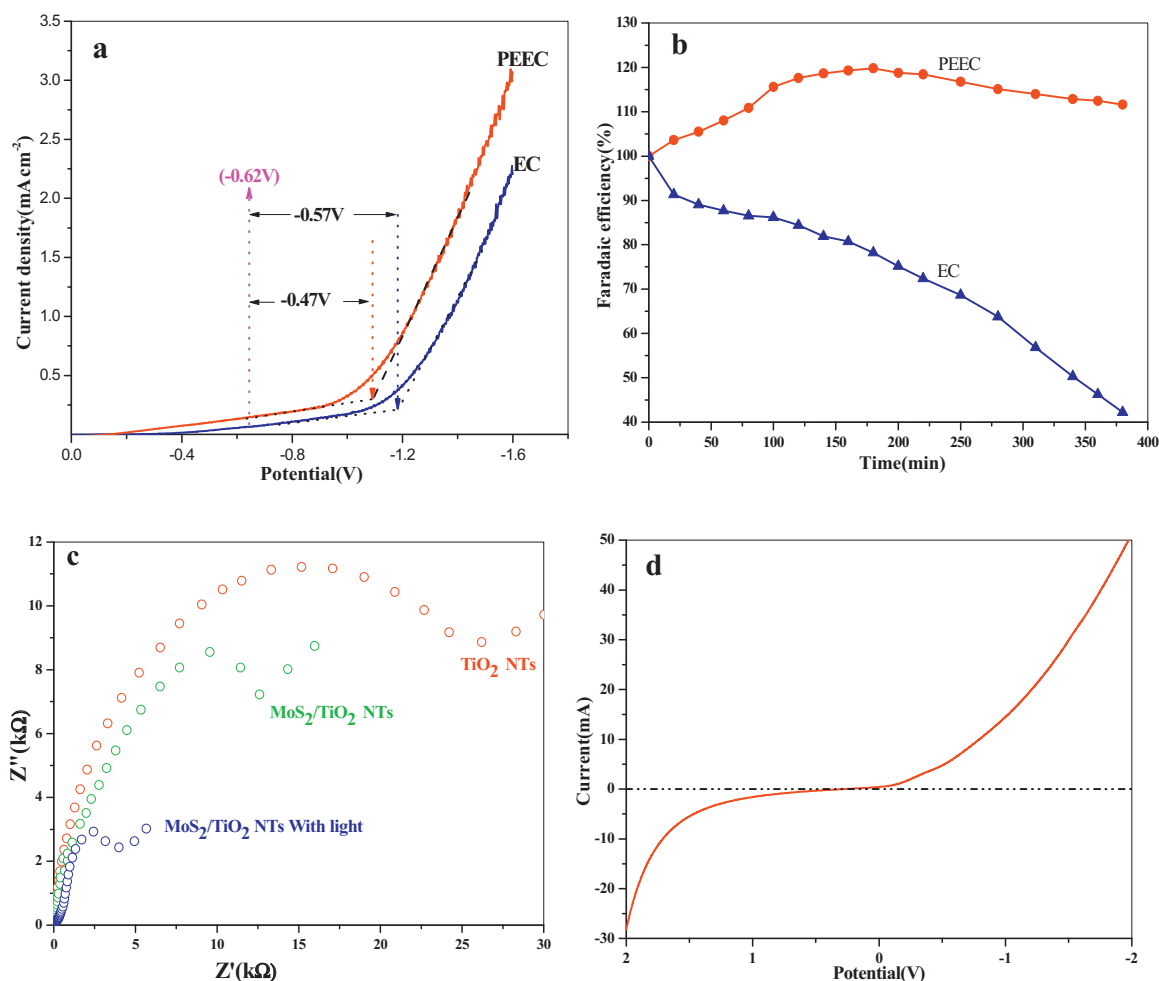 a
PEEC
EC
(-0.62V)
-0.57V
-0.47V
3.5
3.0
2.5
2.0
1.5
1.0
0.5
0.0 -0.4 -0.8 -1.2 -1.6
Current density(mA cm⁻²)
Potential(V)
b
PEEC
EC
130
120
110
100
90
80
70
60
50
40
0 50 100 150 200 250 300 350 400
Faradaic efficiency(%)
Time(min)
c
TiO₂ NTs
MoS₂/TiO₂ NTs
MoS₂/TiO₂ NTs With light
12
10
8
6
4
2
0
0 5 10 15 20 25 30
Z''(kΩ)
Z'(kΩ)
d
50
40
30
20
10
0
-10
-20
-30
2 1 0 -1 -2
Current(mA)
Potential(V)